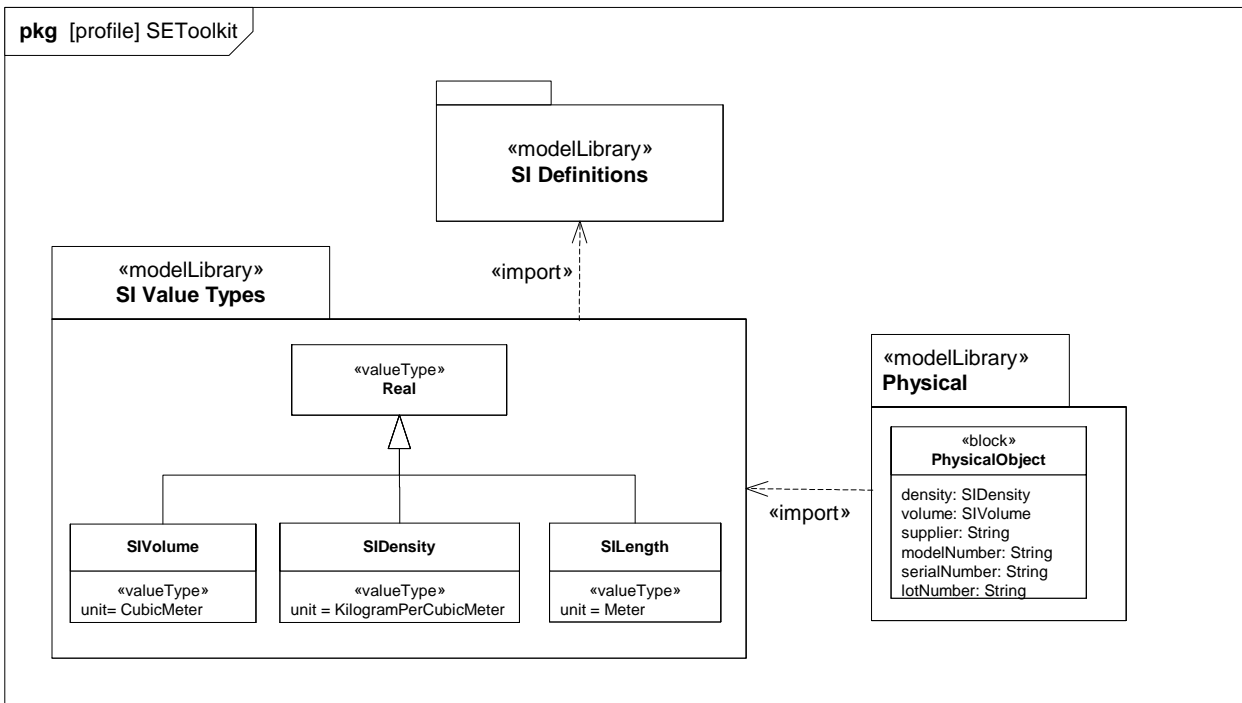 pkg [profile] SEToolkit
«modelLibrary»
SI Definitions
«import»
«modelLibrary»
SI Value Types
«valueType»
Real
SIVolume
«valueType»
unit= CubicMeter
SIDensity
«valueType»
unit = KilogramPerCubicMeter
SILength
«valueType»
unit = Meter
«import»
«modelLibrary»
Physical
«block»
PhysicalObject
density: SIDensity
volume: SIVolume
supplier: String
modelNumber: String
serialNumber: String
lotNumber: String